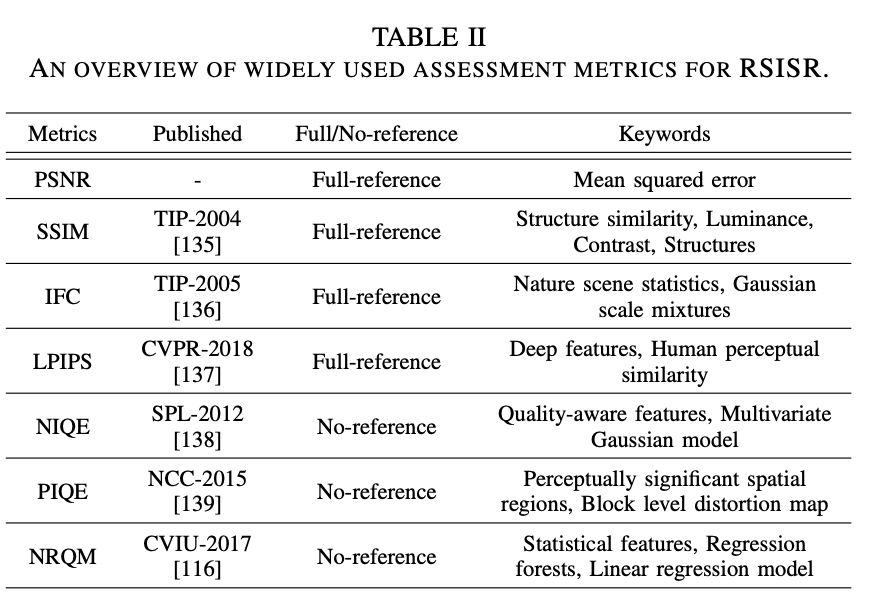 TABLE II
AN OVERVIEW OF WIDELY USED ASSESSMENT METRICS FOR RSISR.
Metrics Published Full/No-reference Keywords
PSNR - Full-reference Mean squared error
SSIM TIP-2004 [135] Full-reference Structure similarity, Luminance, Contrast, Structures
IFC TIP-2005 [136] Full-reference Nature scene statistics, Gaussian scale mixtures
LPIPS CVPR-2018 [137] Full-reference Deep features, Human perceptual similarity
NIQE SPL-2012 [138] No-reference Quality-aware features, Multivariate Gaussian model
PIQE NCC-2015 [139] No-reference Perceptually significant spatial regions, Block level distortion map
NRQM CVIU-2017 [116] No-reference Statistical features, Regression forests, Linear regression model